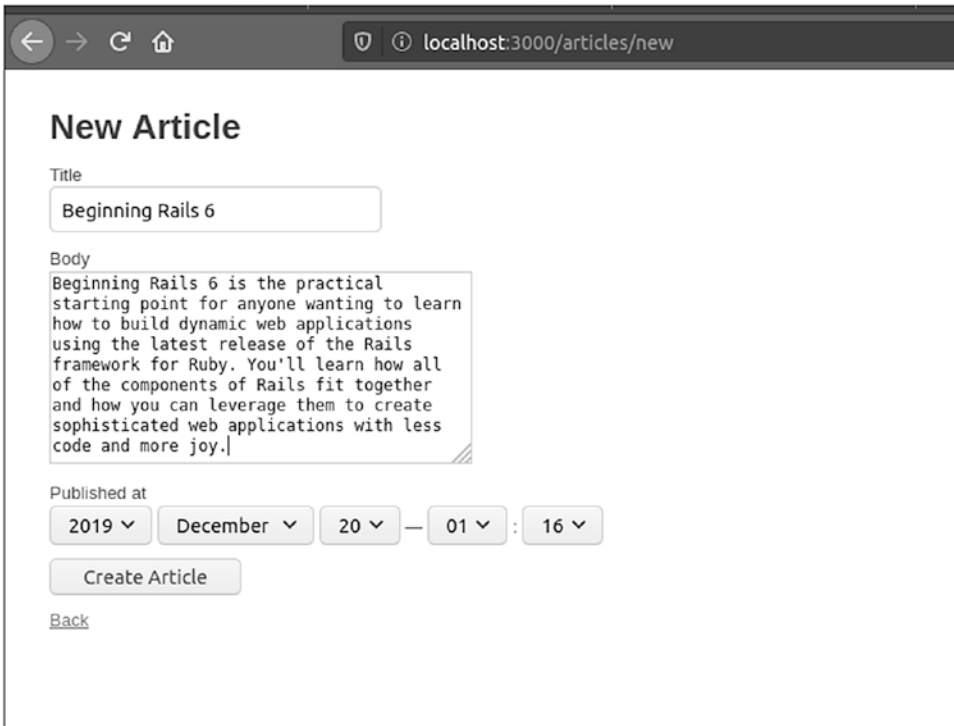 localhost:3000/articles/new
New Article
Title
Beginning Rails 6
Body
Beginning Rails 6 is the practical
starting point for anyone wanting to learn
how to build dynamic web applications
using the latest release of the Rails
framework for Ruby. You'll learn how all
of the components of Rails fit together
and how you can leverage them to create
sophisticated web applications with less
code and more joy.
Published at
2019 December 20 — 01 : 16
Create Article
Back